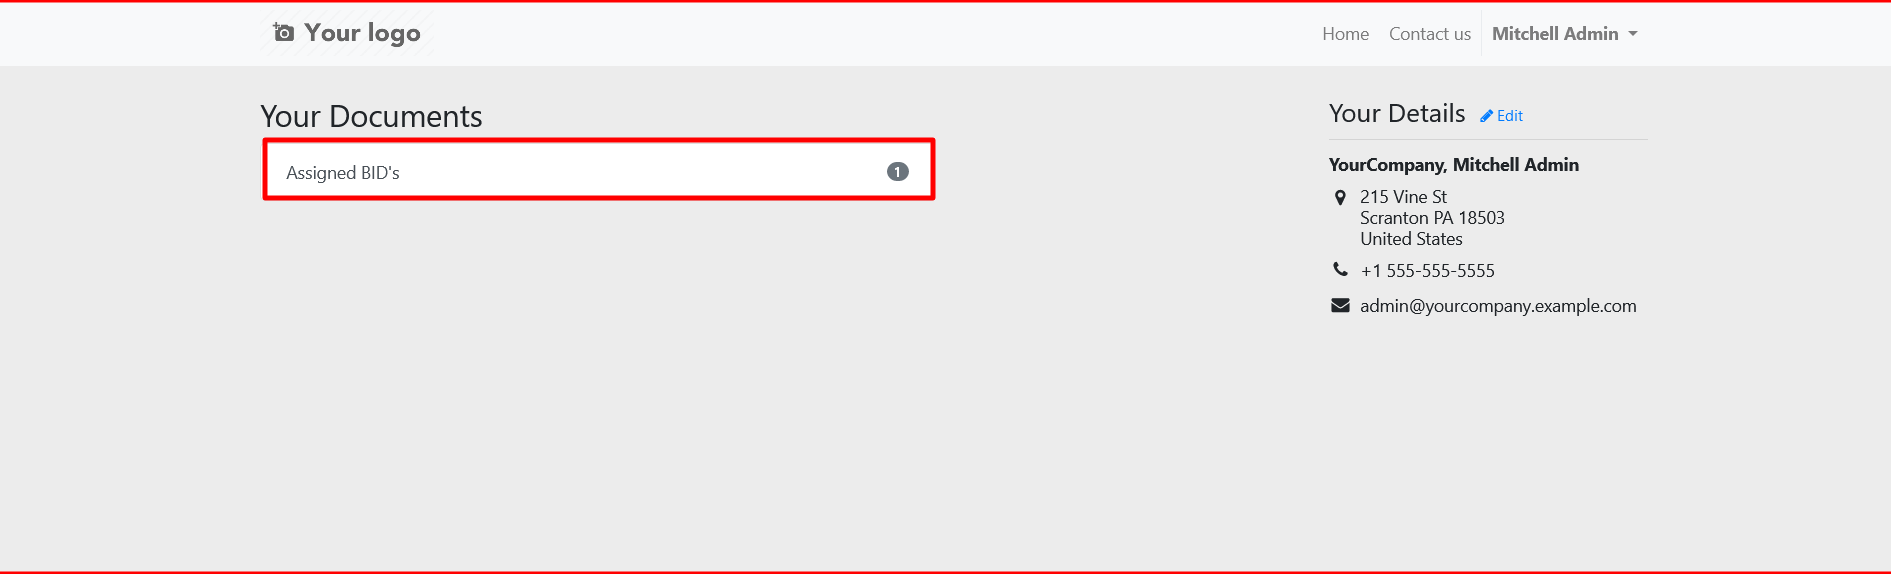 Your logo
Home
Contact us
Mitchell Admin
Your Documents
Assigned BID's
1
Your Details
Edit
YourCompany, Mitchell Admin
215 Vine St
Scranton PA 18503
United States
+1 555-555-5555
admin@yourcompany.example.com